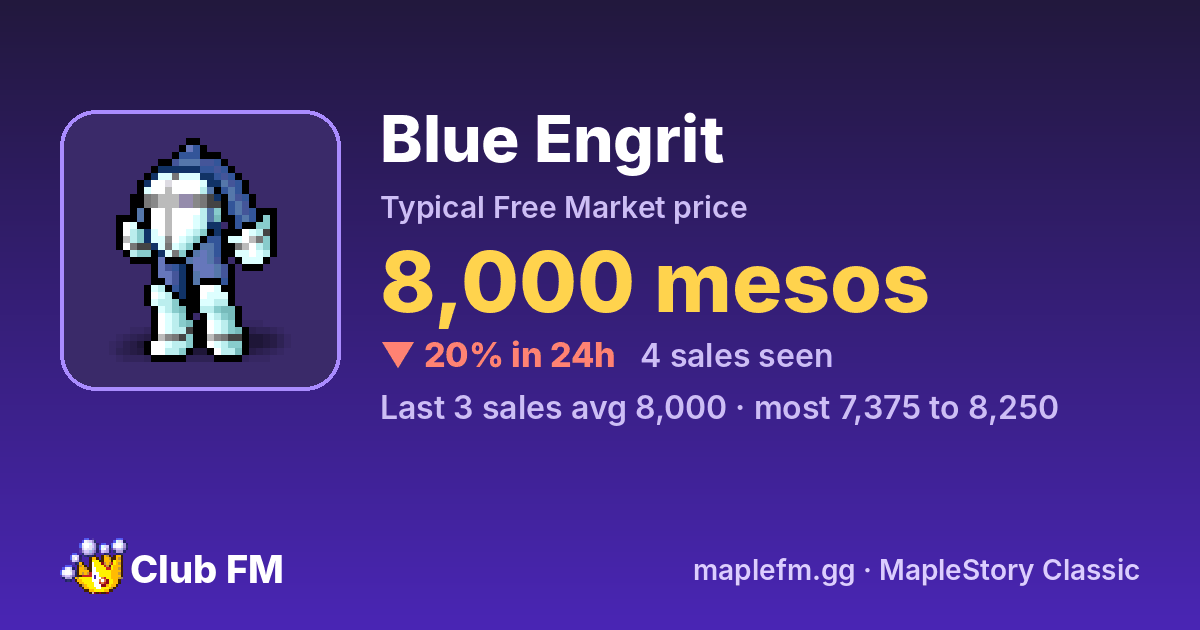 Blue Engrit
Typical Free Market price
8,000 mesos
▼ 20% in 24h 4 sales seen
Last 3 sales avg 8,000 · most 7,375 to 8,250
Club FM
maplefm.gg · MapleStory Classic